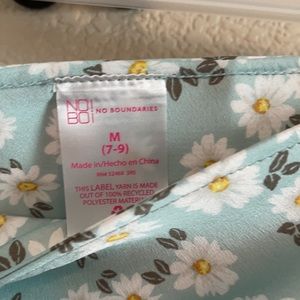 NO!
BO!
NO BOUNDARIES
M
(7-9)
Made in/Hecho en China
THIS LABEL YARN IS MADE
OUT OF 100% RECYCLED
POLYESTER MATERIAL